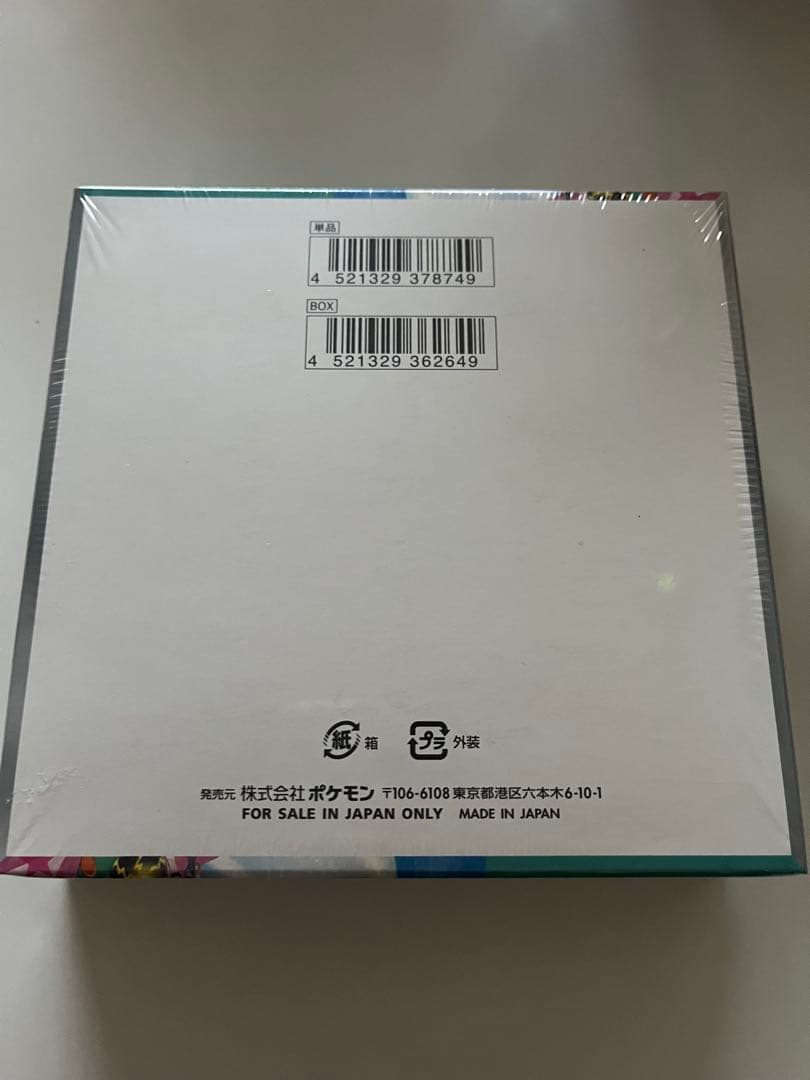 単品
4 521329 378749
BOX
4 521329 362649
紙 箱 プラ 外装
発売元 株式会社 ポケモン 〒106-6108 東京都港区六本木6-10-1
FOR SALE IN JAPAN ONLY MADE IN JAPAN